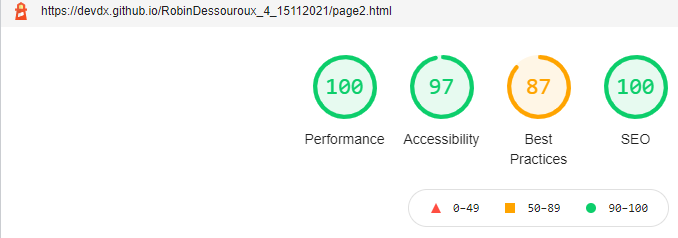 https://devdx.github.io/RobinDessouroux_4_15112021/page2.html
100 97 87 100
Performance Accessibility Best Practices SEO
0–49 50–89 90–100